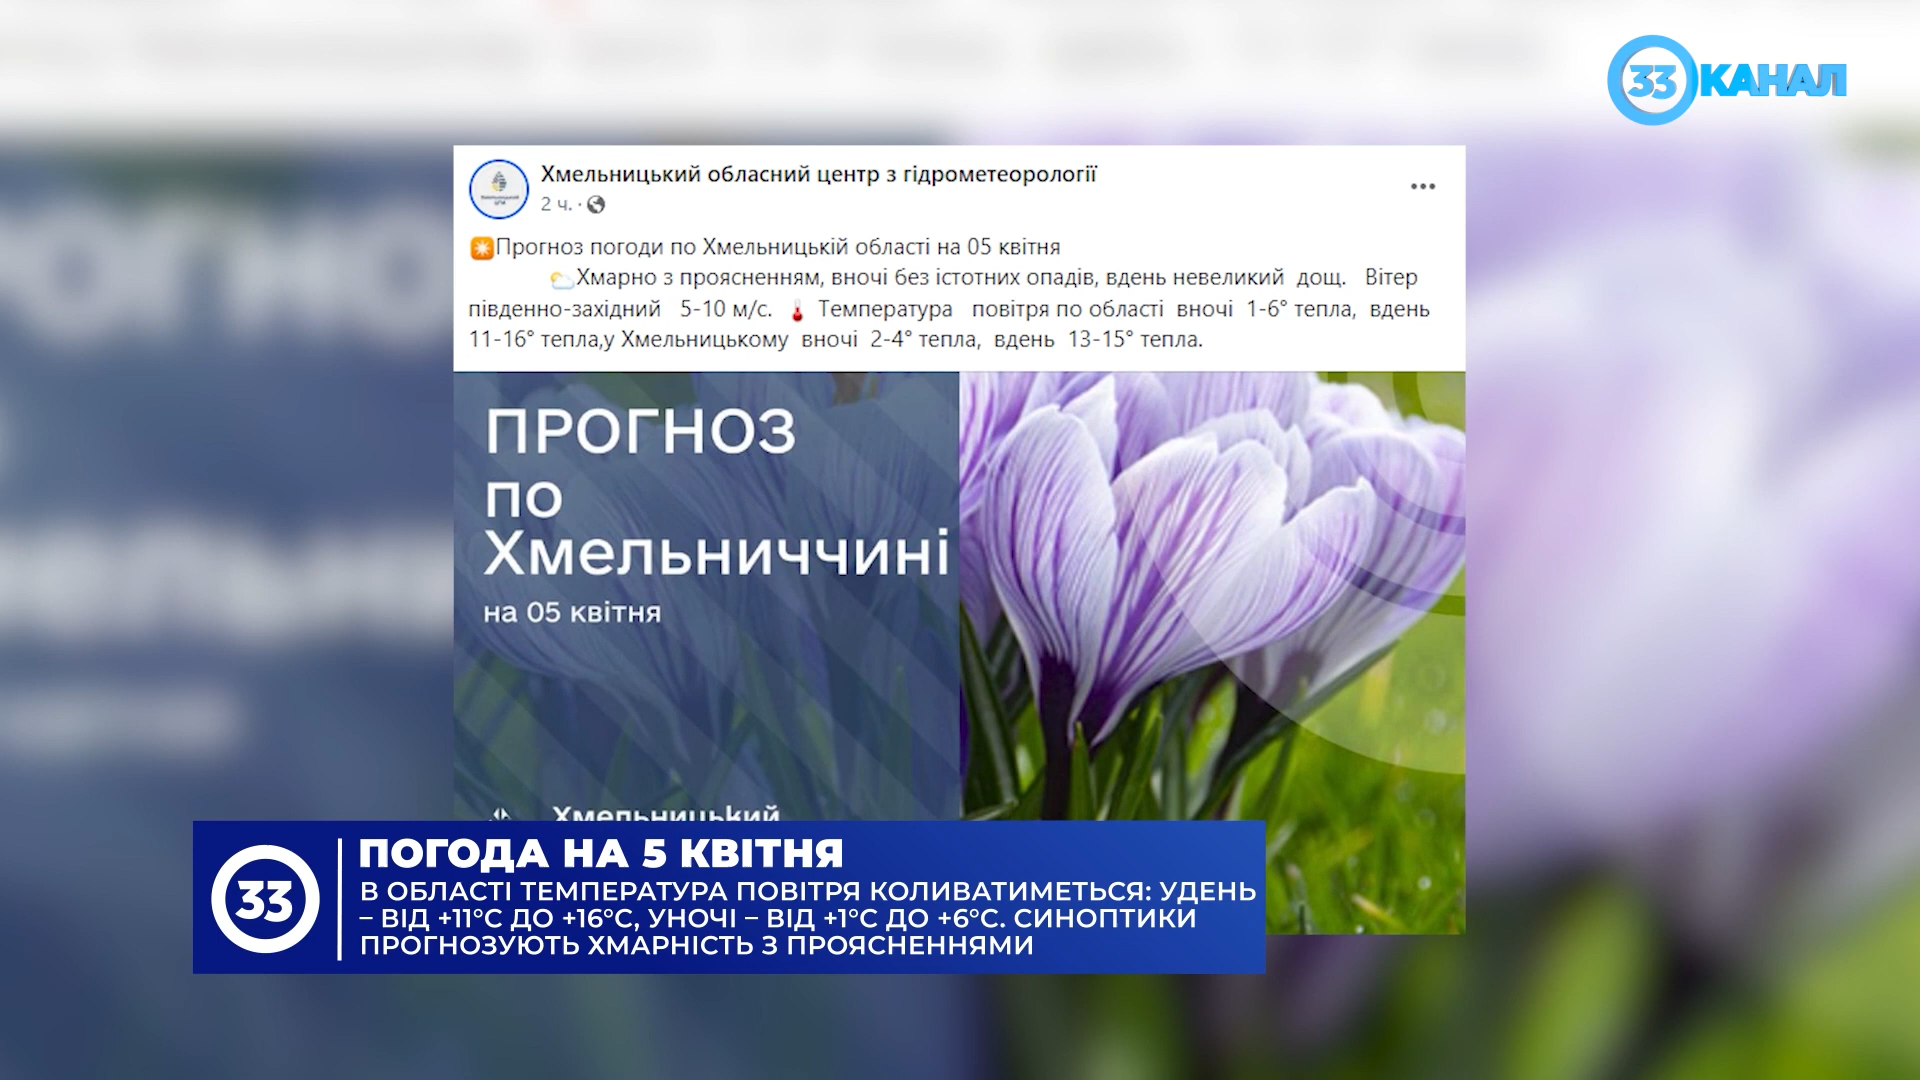 33 КАНАЛ
Хмельницький обласний центр з гідрометеорології
2 ч. ·
Прогноз погоди по Хмельницькій області на 05 квітня
Хмарно з проясненням, вночі без істотних опадів, вдень невеликий дощ. Вітер
південно-західний 5-10 м/с. Температура повітря по області вночі 1-6° тепла, вдень
11-16° тепла,у Хмельницькому вночі 2-4° тепла, вдень 13-15° тепла.
ПРОГНОЗ
по
Хмельниччині
на 05 квітня
Хмельницький
33
ПОГОДА НА 5 КВІТНЯ
В ОБЛАСТІ ТЕМПЕРАТУРА ПОВІТРЯ КОЛИВАТИМЕТЬСЯ: УДЕНЬ
– ВІД +11°С ДО +16°С, УНОЧІ – ВІД +1°С ДО +6°С. СИНОПТИКИ
ПРОГНОЗУЮТЬ ХМАРНІСТЬ З ПРОЯСНЕННЯМИ